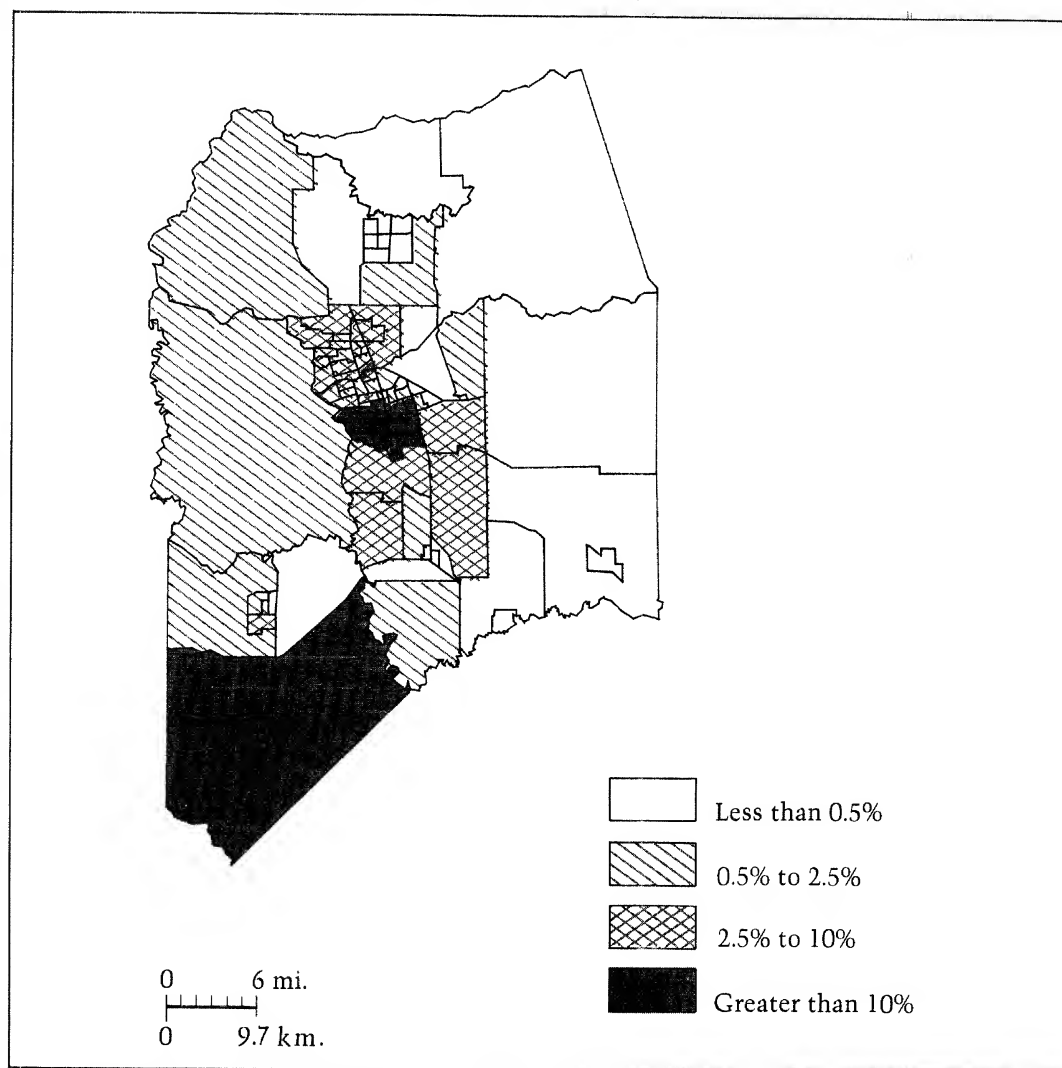 Less than 0.5%
0.5% to 2.5%
2.5% to 10%
Greater than 10%
0 6 mi.
0 9.7 km.